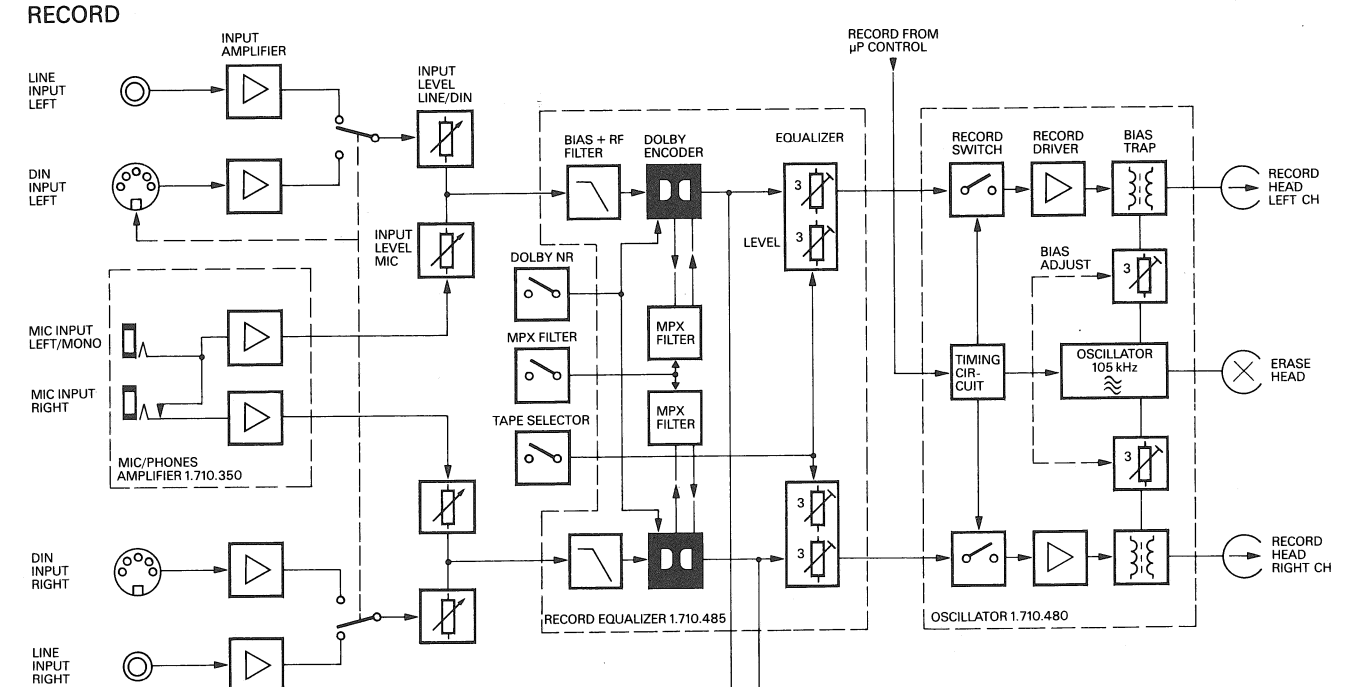 RECORD
RECORD FROM
µP CONTROL
INPUT
AMPLIFIER
LINE
INPUT
LEFT
INPUT
LEVEL
LINE/DIN
BIAS + RF
FILTER
DOLBY
ENCODER
EQUALIZER
RECORD
SWITCH
RECORD
DRIVER
BIAS
TRAP
DIN
INPUT
LEFT
3
RECORD
HEAD
LEFT CH
INPUT
LEVEL
MIC
LEVEL
3
DOLBY NR
BIAS
ADJUST
3
MIC INPUT
LEFT/MONO
MPX FILTER
MPX
FILTER
TIMING
CIR-
CUIT
OSCILLATOR
105 kHz
ERASE
HEAD
MIC INPUT
RIGHT
TAPE SELECTOR
MPX
FILTER
3
MIC/PHONES
AMPLIFIER 1.710.350
3
3
DIN
INPUT
RIGHT
RECORD
HEAD
RIGHT CH
RECORD EQUALIZER 1.710.485
OSCILLATOR 1.710.480
LINE
INPUT
RIGHT